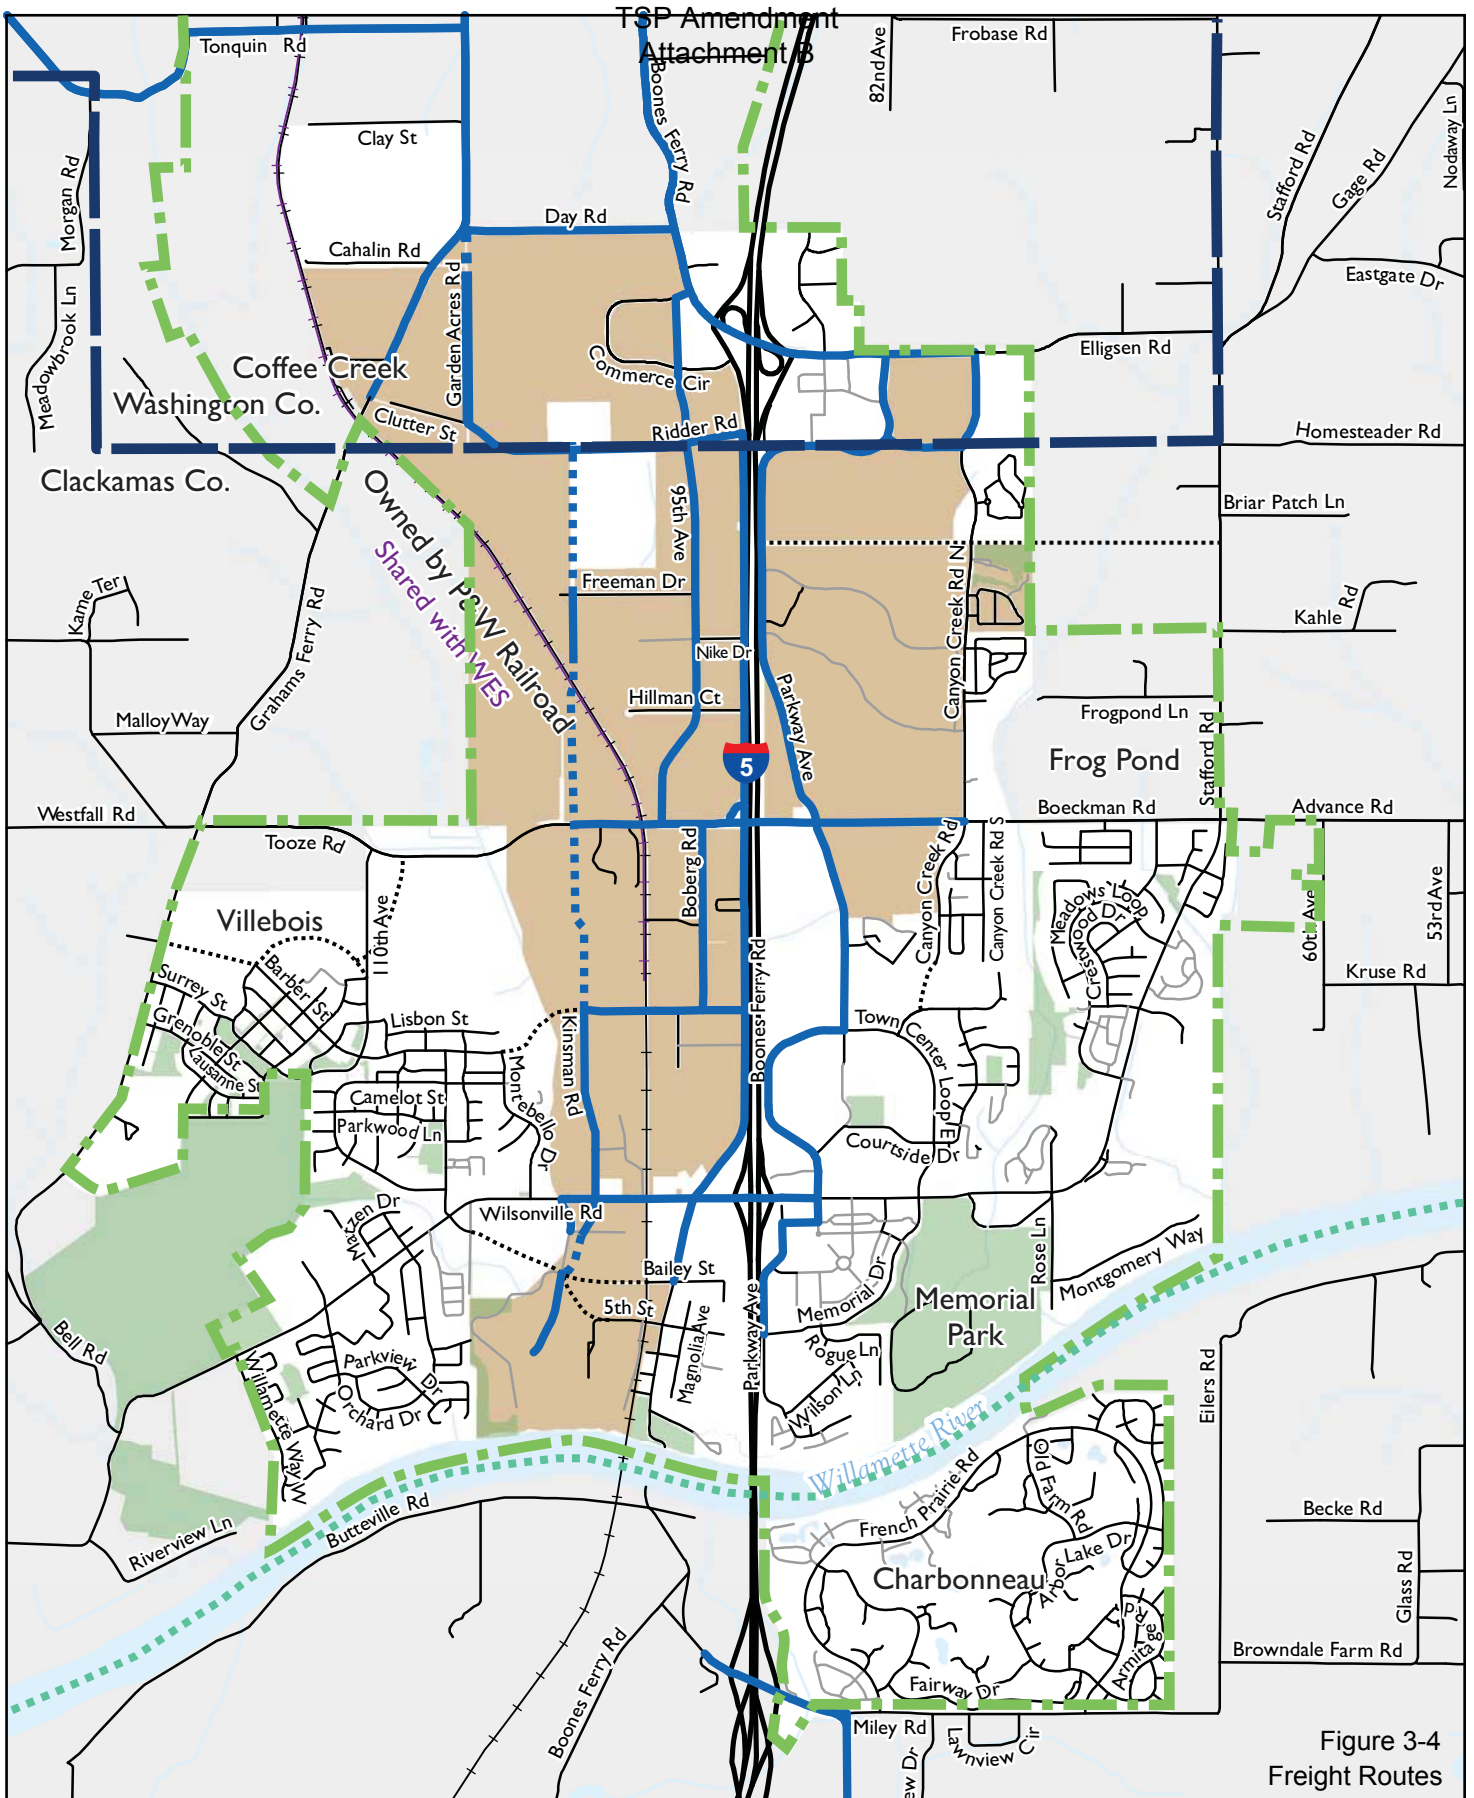 TSP Amendment
Attachment B
Tonquin Rd
Boones Ferry Rd
82nd Ave
Frobase Rd
Nodaway Ln
Clay St
Stafford Rd
Gage Rd
Morgan Rd
Day Rd
Cahalin Rd
Eastgate Dr
Garden Acres Rd
Meadowbrook Ln
Elligsen Rd
Commerce Cir
Coffee Creek
Washington Co.
Clutter St
Ridder Rd
Homesteader Rd
Clackamas Co.
Owned by P&W Railroad
Shared with WES
95th Ave
Briar Patch Ln
Canyon Creek Rd N
Freeman Dr
Kame Ter
Kahle Rd
Grahams Ferry Rd
Nike Dr
Hillman Ct
Parkway Ave
Frogpond Ln
Malloy Way
5
Frog Pond
Stafford Rd
Westfall Rd
Boeckman Rd
Advance Rd
Tooze Rd
Boberg Rd
Canyon Creek Rd
Canyon Creek Rd S
Meadows Loop
Crestwood Dr
60th Ave
53rd Ave
Villebois
110th Ave
Barber St
Surrey St
Kruse Rd
Boones Ferry Rd
Grenoble St
Lausanne St
Lisbon St
Kinsman Rd
Town Center Loop E
Montebello Dr
Camelot St
Parkwood Ln
Courtside Dr
Wilsonville Rd
Matzen Dr
Rose Ln
Montgomery Way
Bailey St
5th St
Memorial Dr
Memorial
Park
Magnolia Ave
Parkway Ave
Bell Rd
Rogue Ln
Parkview Dr
Orchard Dr
Wilson Ln
Eilers Rd
Willamette Way W
Willamette River
Old Farm Rd
French Prairie Rd
Becke Rd
Butteville Rd
Riverview Ln
Lake Dr
Arbor
Charbonneau
Glass Rd
Armitage Pd
Browndale Farm Rd
Boones Ferry Rd
Fairway Dr
Miley Rd
Lawnview Cir
ew Dr
Figure 3-4
Freight Routes